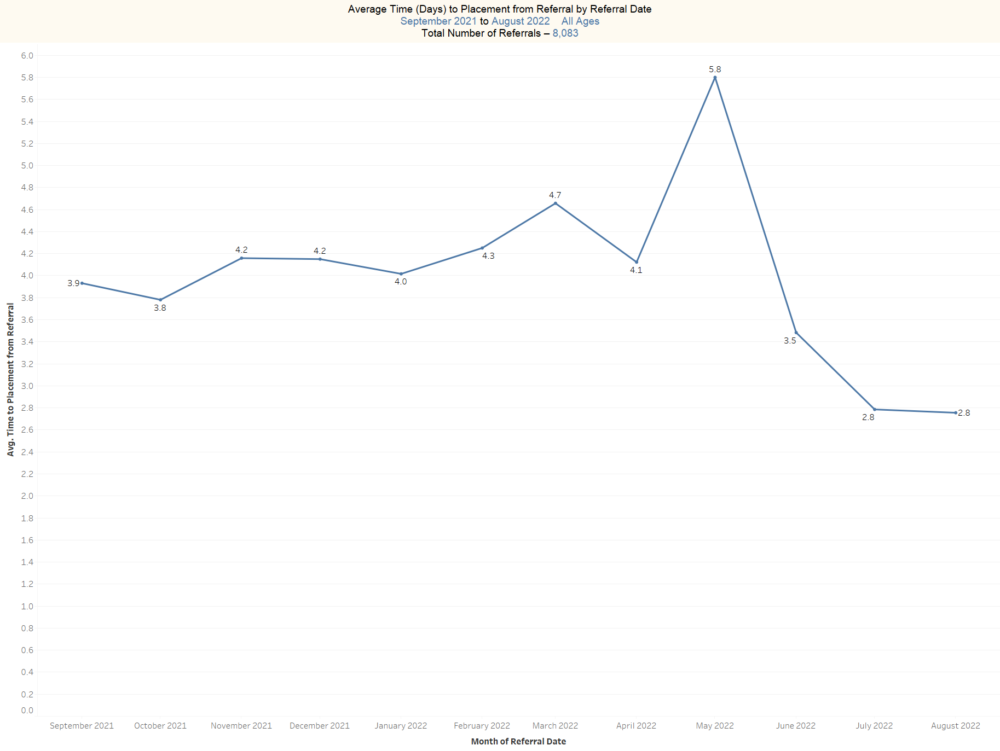 Average Time (Days) to Placement from Referral by Referral Date
September 2021 to August 2022 All Ages
Total Number of Referrals – 8,083
6.0
5.8
5.6
5.4
5.2
5.0
4.8
4.6
4.4
4.2
4.0
3.8
3.6
3.4
3.2
3.0
2.8
2.6
2.4
2.2
2.0
1.8
1.6
1.4
1.2
1.0
0.8
0.6
0.4
0.2
0.0
Avg. Time to Placement from Referral
3.9
3.8
4.2
4.2
4.0
4.3
4.7
4.1
5.8
3.5
2.8
2.8
September 2021
October 2021
November 2021
December 2021
January 2022
February 2022
March 2022
April 2022
May 2022
June 2022
July 2022
August 2022
Month of Referral Date